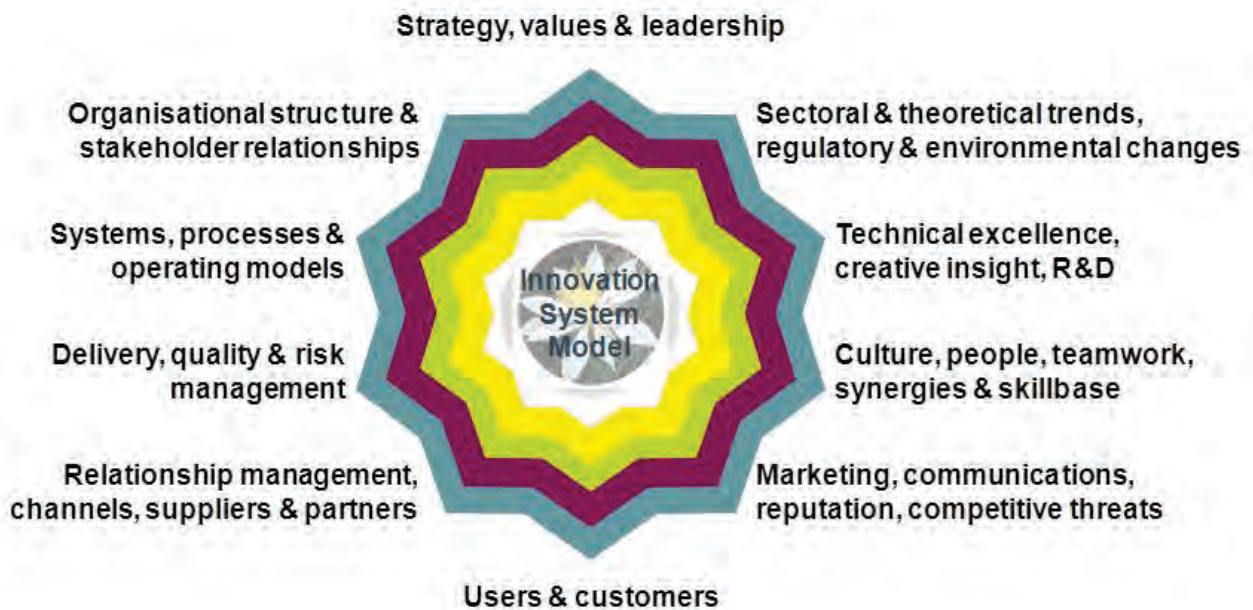 Strategy, values & leadership
Organisational structure &
stakeholder relationships
Sectoral & theoretical trends,
regulatory & environmental changes
Systems, processes &
operating models
Technical excellence,
creative insight, R&D
Innovation
System
Model
Delivery, quality & risk
management
Culture, people, teamwork,
synergies & skillbase
Relationship management,
channels, suppliers & partners
Marketing, communications,
reputation, competitive threats
Users & customers